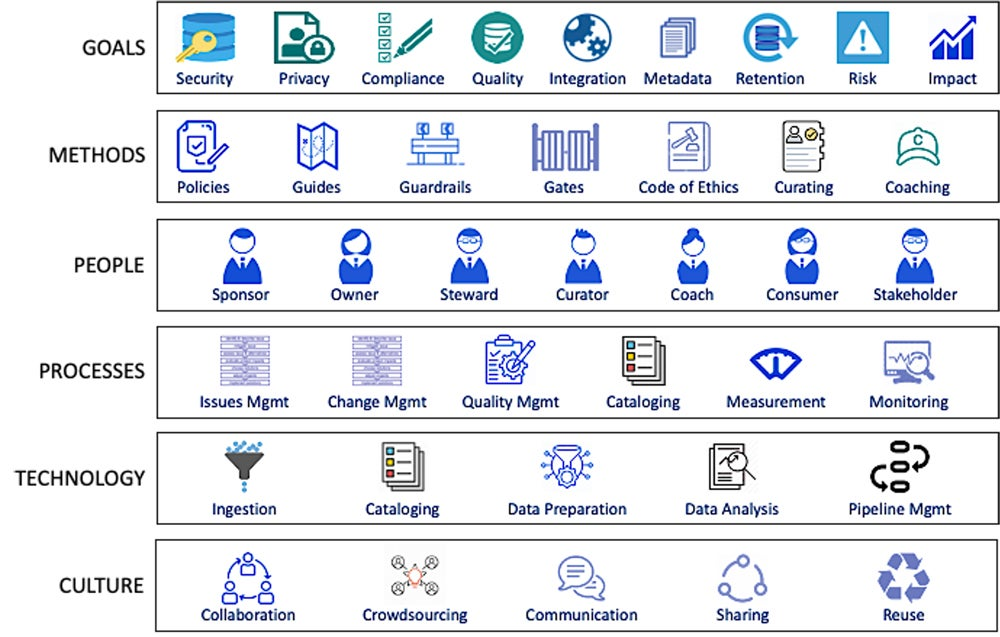 GOALS
Security Privacy Compliance Quality Integration Metadata Retention Risk Impact
METHODS
Policies Guides Guardrails Gates Code of Ethics Curating Coaching
C
PEOPLE
Sponsor Owner Steward Curator Coach Consumer Stakeholder
PROCESSES
Issues Mgmt Change Mgmt Quality Mgmt Cataloging Measurement Monitoring
TECHNOLOGY
Ingestion Cataloging Data Preparation Data Analysis Pipeline Mgmt
CULTURE
Collaboration Crowdsourcing Communication Sharing Reuse